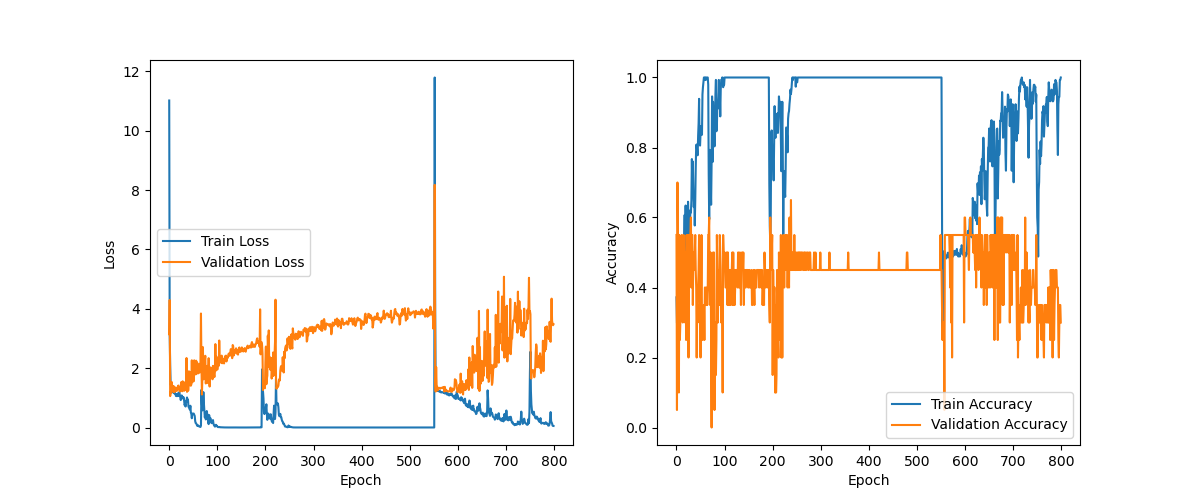 12
10
8
6
4
2
0
Loss
Train Loss
Validation Loss
0 100 200 300 400 500 600 700 800
Epoch
1.0
0.8
0.6
0.4
0.2
0.0
Accuracy
Train Accuracy
Validation Accuracy
0 100 200 300 400 500 600 700 800
Epoch